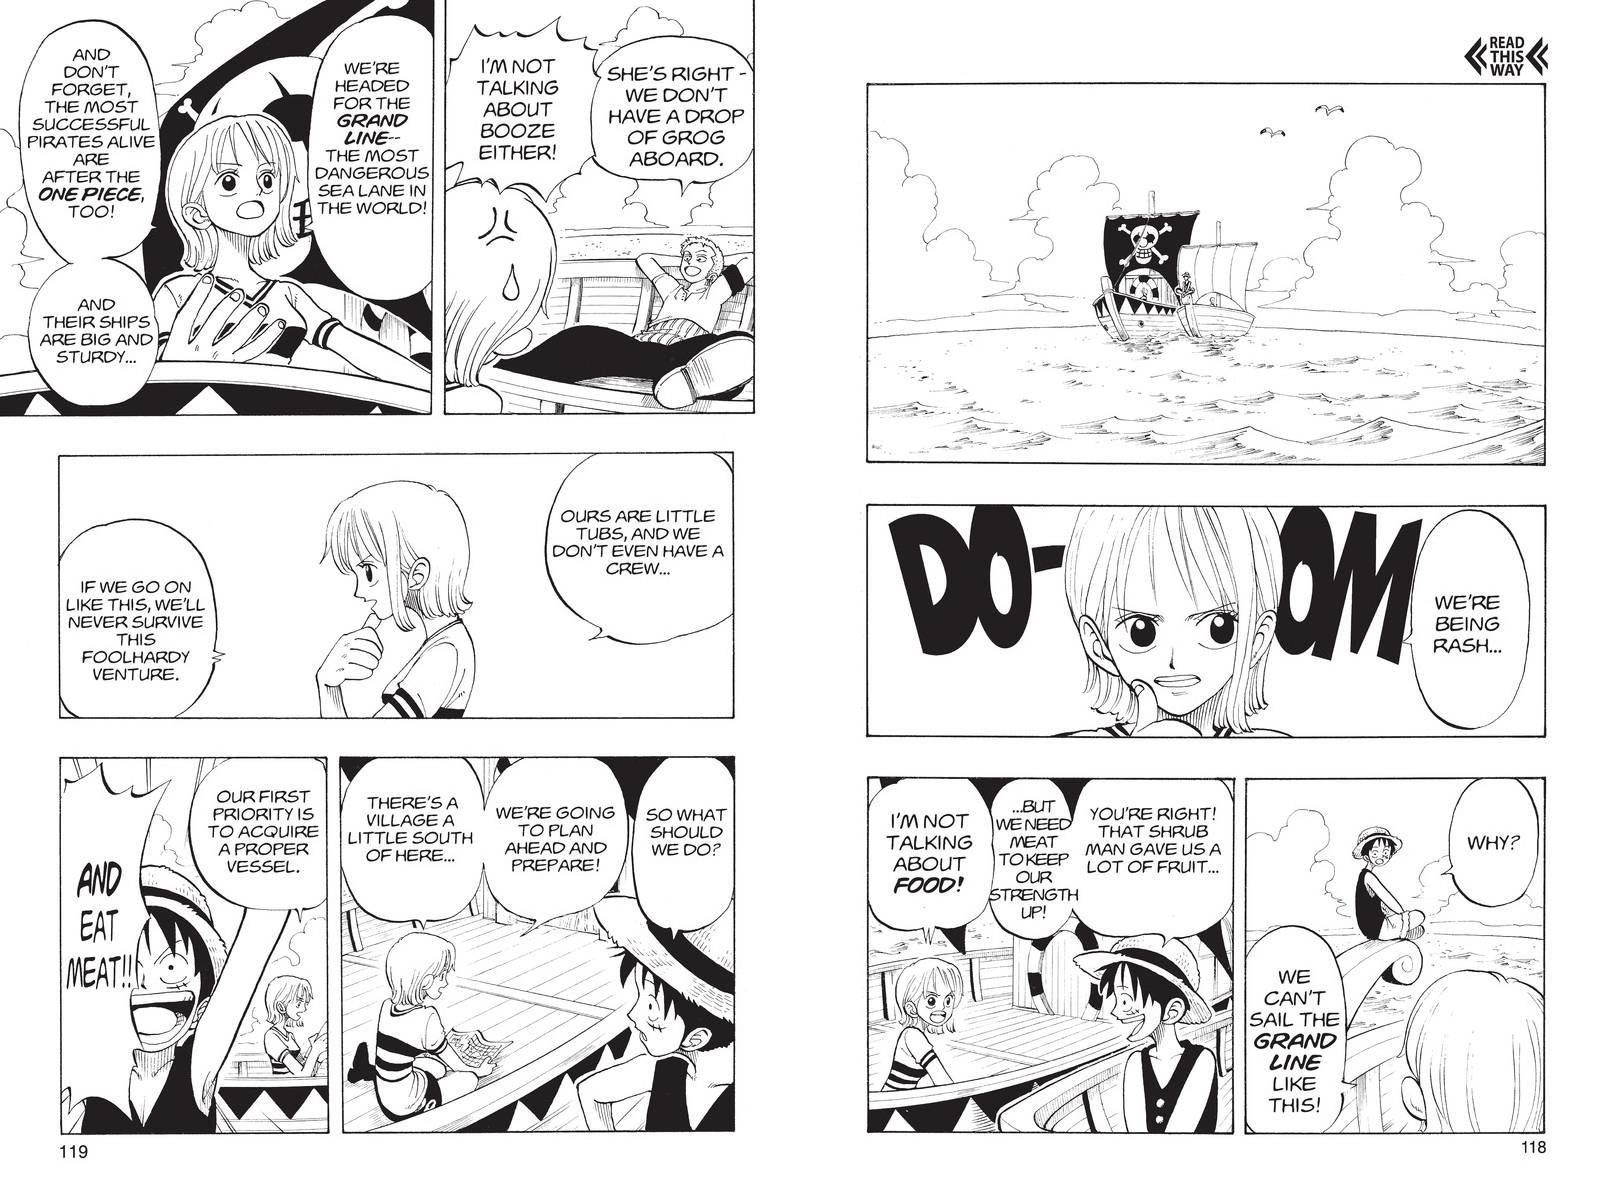 READ
THIS
WAY
WE'RE
BEING
RASH...
DO-OM
WHY?
WE
CAN'T
SAIL THE
GRAND
LINE
LIKE
THIS!
YOU'RE RIGHT!
THAT SHRUB
MAN GAVE US A
LOT OF FRUIT...
...BUT
WE NEED
MEAT
TO KEEP
OUR
STRENGTH
UP!
I'M NOT
TALKING
ABOUT
FOOD!
118
SHE'S RIGHT -
WE DON'T
HAVE A DROP
OF GROG
ABOARD.
I'M NOT
TALKING
ABOUT
BOOZE
EITHER!
WE'RE
HEADED
FOR THE
GRAND
LINE--
THE MOST
DANGEROUS
SEA LANE IN
THE WORLD!
AND
DON'T
FORGET,
THE MOST
SUCCESSFUL
PIRATES ALIVE
ARE
AFTER THE
ONE PIECE,
TOO!
AND
THEIR SHIPS
ARE BIG AND
STURDY...
OURS ARE LITTLE
TUBS, AND WE
DON'T EVEN HAVE A
CREW...
IF WE GO ON
LIKE THIS, WE'LL
NEVER SURVIVE
THIS
FOOLHARDY
VENTURE.
SO WHAT
SHOULD
WE DO?
WE'RE GOING
TO PLAN
AHEAD AND
PREPARE!
THERE'S A
VILLAGE A
LITTLE SOUTH
OF HERE...
OUR FIRST
PRIORITY IS
TO ACQUIRE
A PROPER
VESSEL.
AND
EAT
MEAT!!
119